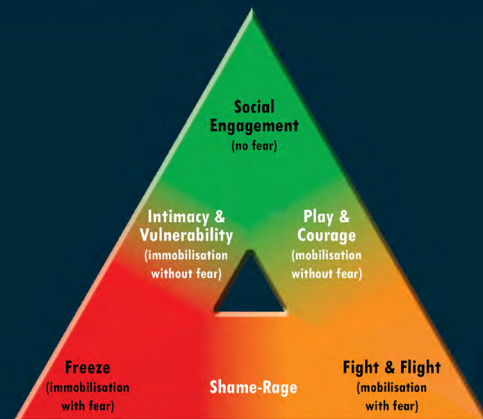 Social
Engagement
(no fear)
Intimacy &
Vulnerability
(immobilisation
without fear)
Play &
Courage
(mobilisation
without fear)
Freeze
(immobilisation
with fear)
Shame-Rage
Fight & Flight
(mobilisation
with fear)